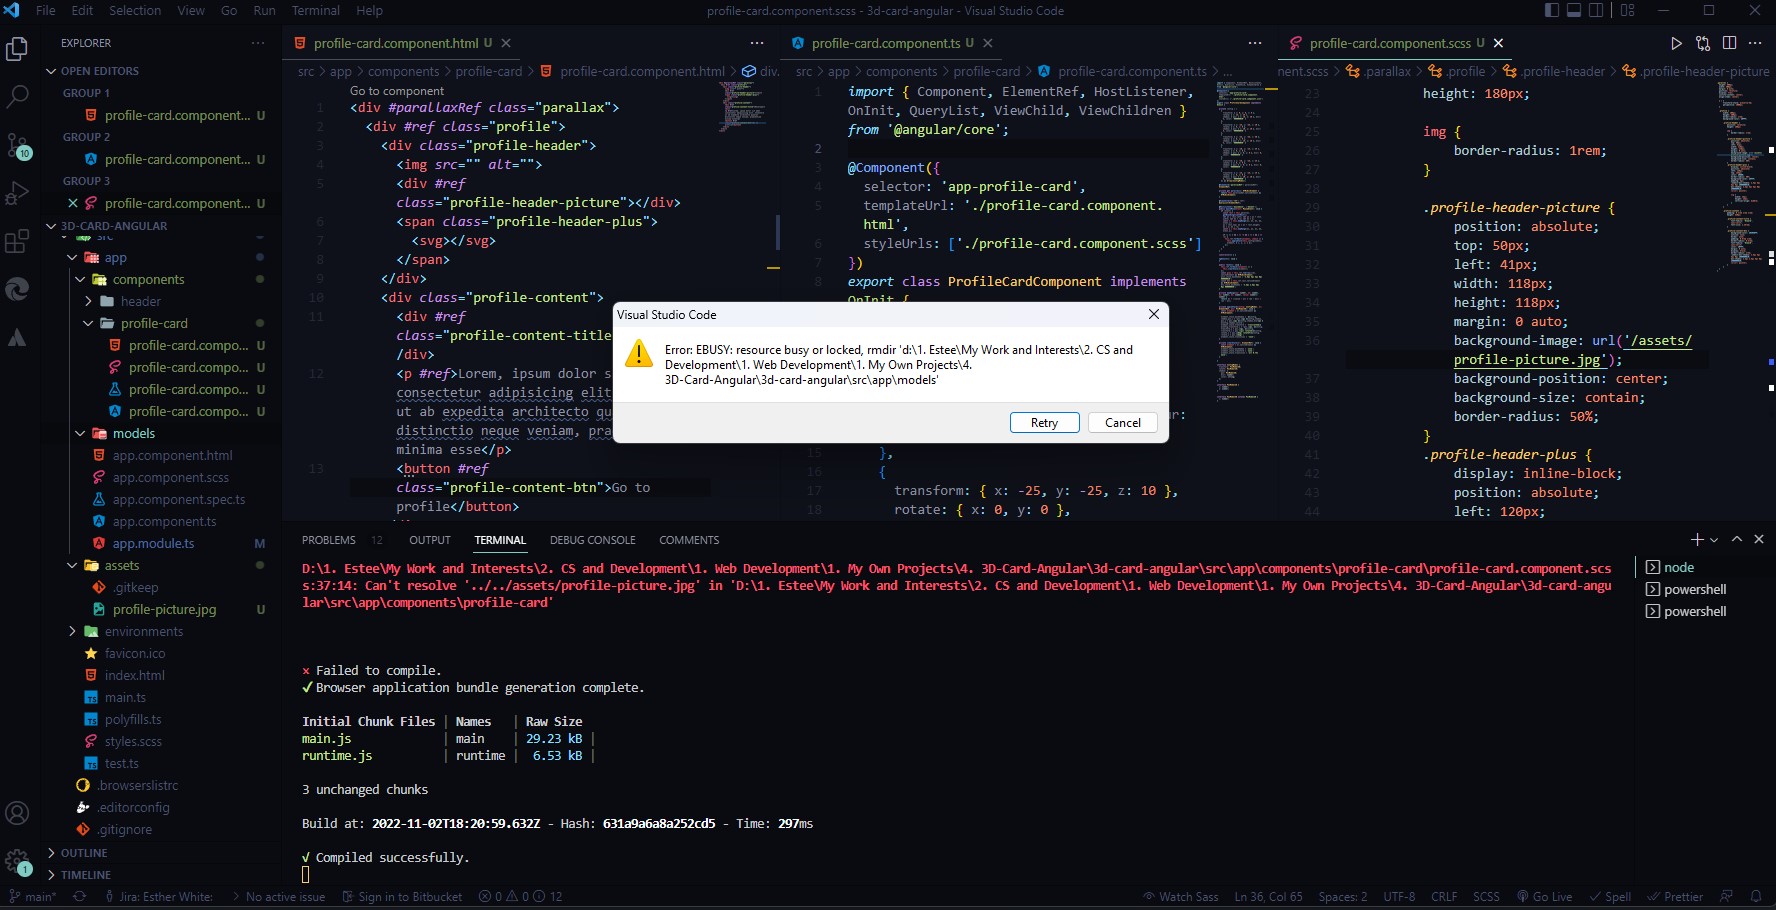 File Edit Selection View Go Run Terminal Help
profile-card.component.scss - 3d-card-angular - Visual Studio Code
EXPLORER
OPEN EDITORS
GROUP 1
profile-card.component... U
GROUP 2
profile-card.component... U
GROUP 3
profile-card.component... U
3D-CARD-ANGULAR
src
app
components
header
profile-card
profile-card.compo... U
profile-card.compo... U
profile-card.compo... U
profile-card.compo... U
models
app.component.html
app.component.scss
app.component.spec.ts
app.component.ts
app.module.ts M
assets
.gitkeep
profile-picture.jpg U
environments
favicon.ico
index.html
main.ts
polyfills.ts
styles.scss
test.ts
.browserslistrc
.editorconfig
.gitignore
OUTLINE
TIMELINE
10
1
profile-card.component.html U
src > app > components > profile-card > profile-card.component.html > div.
Go to component
1 <div #parallaxRef class="parallax">
2 <div #ref class="profile">
3 <div class="profile-header">
4 <img src="" alt="">
5 <div #ref
class="profile-header-picture"></div>
6 <span class="profile-header-plus">
7 <svg></svg>
8 </span>
9 </div>
10 <div class="profile-content">
11 <div #ref
class="profile-content-title
/div>
12 <p #ref>Lorem, ipsum dolor s
consectetur adipisicing elit
ut ab expedita architecto qu
distinctio neque veniam, pra
minima esse</p>
13 <button #ref
class="profile-content-btn">Go to
profile</button>
profile-card.component.ts U
src > app > components > profile-card > profile-card.component.ts > ...
1 import { Component, ElementRef, HostListener,
OnInit, QueryList, ViewChild, ViewChildren }
from '@angular/core';
2
3 @Component({
4 selector: 'app-profile-card',
5 templateUrl: './profile-card.component.
html',
6 styleUrls: ['./profile-card.component.scss']
7 })
8 export class ProfileCardComponent implements
OnInit {
r:
15 },
16 {
17 transform: { x: -25, y: -25, z: 10 },
18 rotate: { x: 0, y: 0 },
profile-card.component.scss U
nent.scss > .parallax > .profile > .profile-header > .profile-header-picture
23 height: 180px;
24
25 img {
26 border-radius: 1rem;
27 }
28
29 .profile-header-picture {
30 position: absolute;
31 top: 50px;
32 left: 41px;
33 width: 118px;
34 height: 118px;
35 margin: 0 auto;
36 background-image: url('/assets/
profile-picture.jpg');
37 background-position: center;
38 background-size: contain;
39 border-radius: 50%;
40 }
41 .profile-header-plus {
42 display: inline-block;
43 position: absolute;
44 left: 120px;
Visual Studio Code
Error: EBUSY: resource busy or locked, rmdir 'd:\1. Estee\My Work and Interests\2. CS and
Development\1. Web Development\1. My Own Projects\4.
3D-Card-Angular\3d-card-angular\src\app\models'
Retry Cancel
PROBLEMS 12 OUTPUT TERMINAL DEBUG CONSOLE COMMENTS
D:\1. Estee\My Work and Interests\2. CS and Development\1. Web Development\1. My Own Projects\4. 3D-Card-Angular\3d-card-angular\src\app\components\profile-card\profile-card.component.scs
s:37:14: Can't resolve '../../assets/profile-picture.jpg' in 'D:\1. Estee\My Work and Interests\2. CS and Development\1. Web Development\1. My Own Projects\4. 3D-Card-Angular\3d-card-angu
lar\src\app\components\profile-card'
× Failed to compile.
√ Browser application bundle generation complete.
Initial Chunk Files | Names | Raw Size
main.js | main | 29.23 kB |
runtime.js | runtime | 6.53 kB |
3 unchanged chunks
Build at: 2022-11-02T18:20:59.632Z - Hash: 631a9a6a8a252cd5 - Time: 297ms
√ Compiled successfully.
node
powershell
powershell
main* Jira: Esther White: No active issue Sign in to Bitbucket 0 0 12
Watch Sass Ln 36, Col 65 Spaces: 2 UTF-8 CRLF SCSS Go Live Spell Prettier